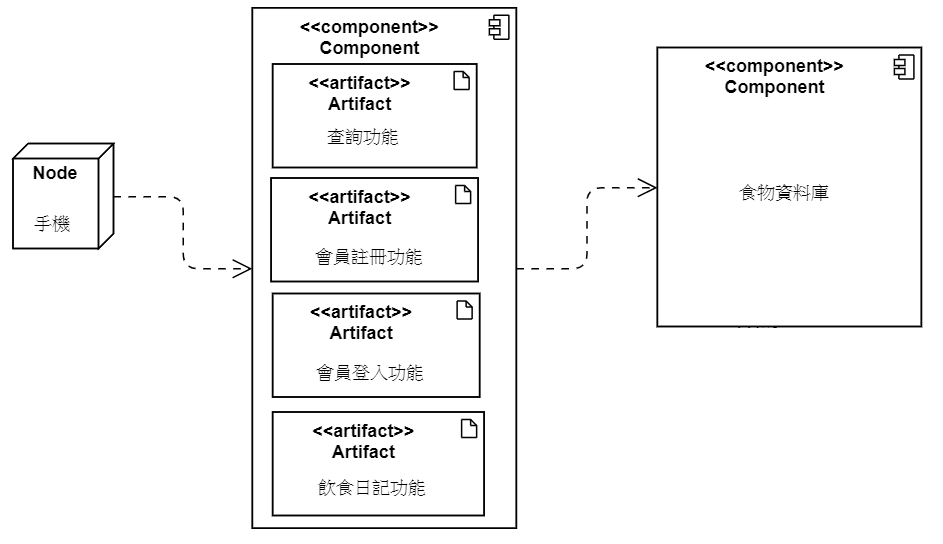 Node
手機
<<component>>
Component
<<artifact>>
Artifact
查詢功能
<<artifact>>
Artifact
會員註冊功能
<<artifact>>
Artifact
會員登入功能
<<artifact>>
Artifact
飲食日記功能
<<component>>
Component
食物資料庫